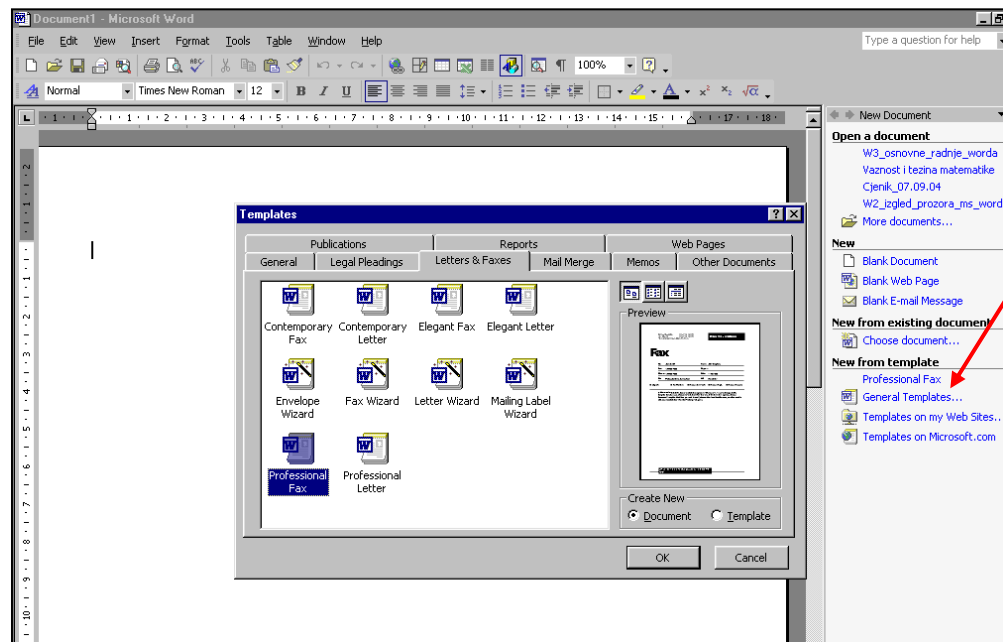 Document1 - Microsoft Word
File Edit View Insert Format Tools Table Window Help
Type a question for help
100%
Normal Times New Roman 12 B I U
New Document
Open a document
W3_osnovne_radnje_worda
Vaznost i tezina matematike
Cjenik_07.09.04
W2_izgled_prozora_ms_word
More documents...
New
Blank Document
Blank Web Page
Blank E-mail Message
New from existing document
Choose document...
New from template
Professional Fax
General Templates...
Templates on my Web Sites...
Templates on Microsoft.com
Templates
Publications Reports Web Pages
General Legal Pleadings Letters & Faxes Mail Merge Memos Other Documents
Contemporary Fax
Contemporary Letter
Elegant Fax
Elegant Letter
Envelope Wizard
Fax Wizard
Letter Wizard
Mailing Label Wizard
Professional Fax
Professional Letter
Preview
Fax
Create New
Document Template
OK Cancel